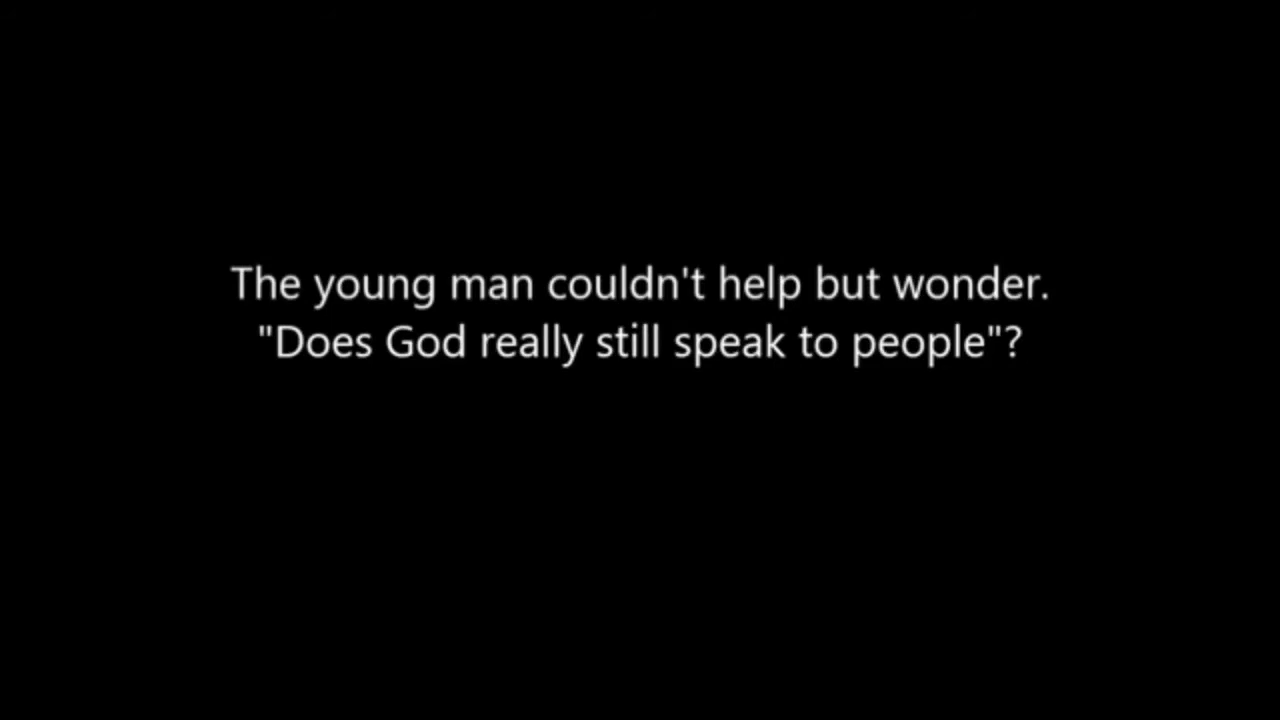 The young man couldn't help but wonder.
"Does God really still speak to people"?